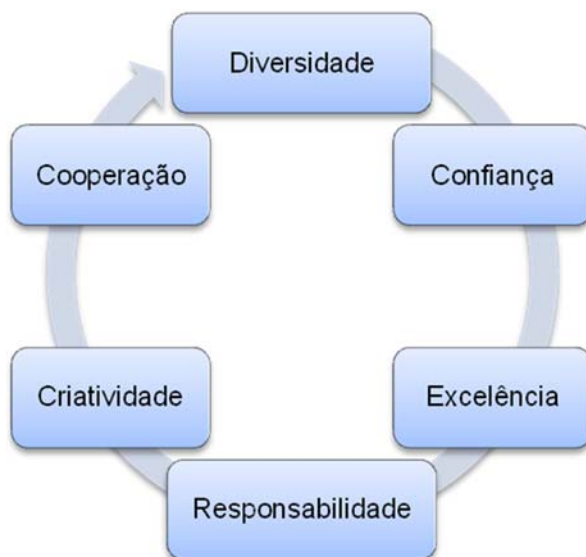 Diversidade
Confiança
Excelência
Responsabilidade
Criatividade
Cooperação